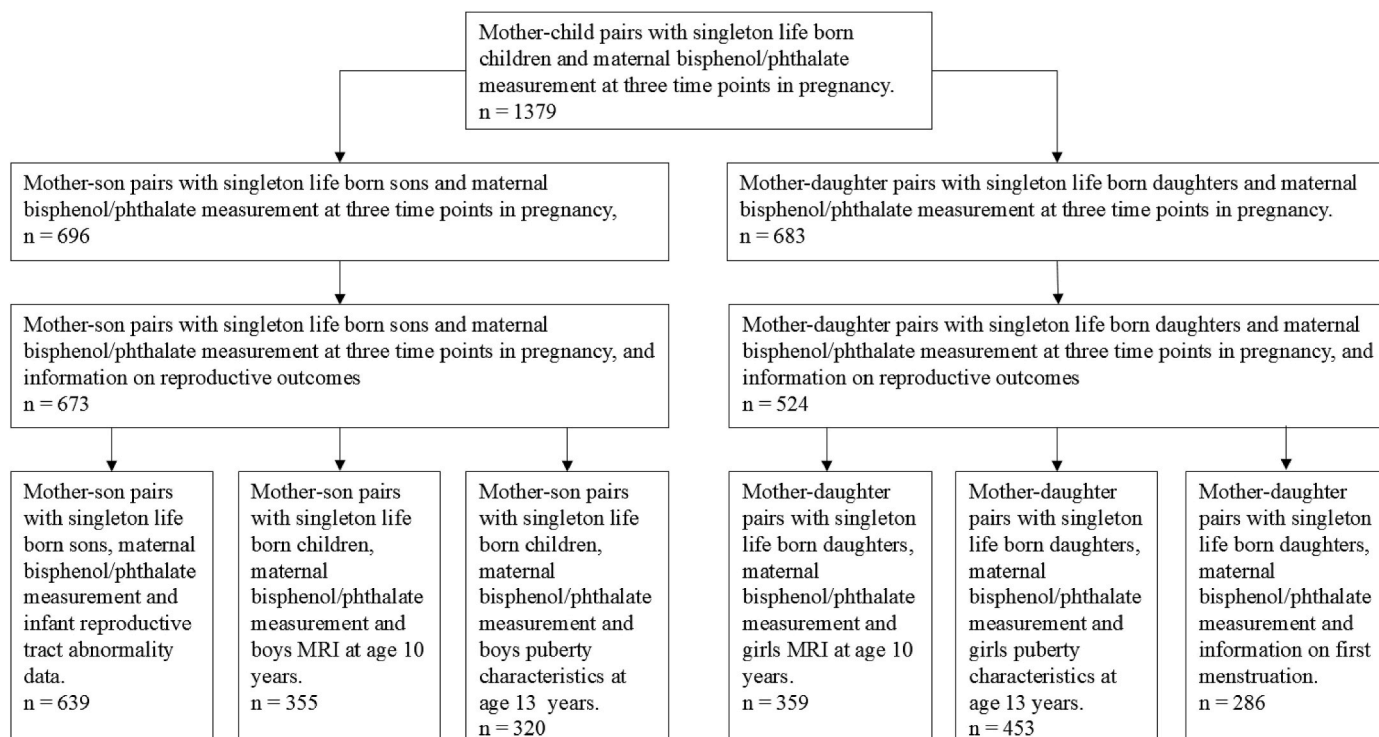 Mother-child pairs with singleton life born
children and maternal bisphenol/phthalate
measurement at three time points in pregnancy.
n = 1379
Mother-son pairs with singleton life born sons and maternal
bisphenol/phthalate measurement at three time points in pregnancy,
n = 696
Mother-daughter pairs with singleton life born daughters and maternal
bisphenol/phthalate measurement at three time points in pregnancy.
n = 683
Mother-son pairs with singleton life born sons and maternal
bisphenol/phthalate measurement at three time points in pregnancy, and
information on reproductive outcomes
n = 673
Mother-daughter pairs with singleton life born daughters and maternal
bisphenol/phthalate measurement at three time points in pregnancy, and
information on reproductive outcomes
n = 524
Mother-son pairs
with singleton life
born sons, maternal
bisphenol/phthalate
measurement and
infant reproductive
tract abnormality
data.
n = 639
Mother-son pairs
with singleton life
born children,
maternal
bisphenol/phthalate
measurement and
boys MRI at age 10
years.
n = 355
Mother-son pairs
with singleton life
born children,
maternal
bisphenol/phthalate
measurement and
boys puberty
characteristics at
age 13  years.
n = 320
Mother-daughter
pairs with singleton
life born daughters,
maternal
bisphenol/phthalate
measurement and
girls MRI at age 10
years.
n = 359
Mother-daughter
pairs with singleton
life born daughters,
maternal
bisphenol/phthalate
measurement and
girls puberty
characteristics at
age 13 years.
n = 453
Mother-daughter
pairs with singleton
life born daughters,
maternal
bisphenol/phthalate
measurement and
information on first
menstruation.
n = 286